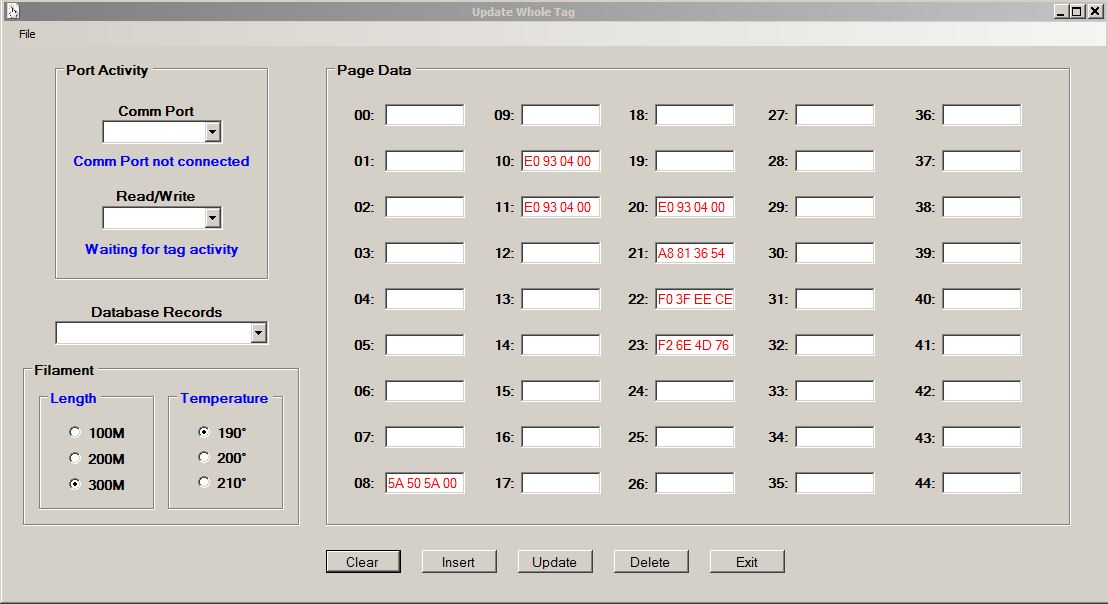 Update Whole Tag
File
Port Activity
Comm Port
Comm Port not connected
Read/Write
Waiting for tag activity
Database Records
Filament
Length
100M
200M
300M
Temperature
190°
200°
210°
Page Data
00:
01:
02:
03:
04:
05:
06:
07:
08: 5A 50 5A 00
09:
10: E0 93 04 00
11: E0 93 04 00
12:
13:
14:
15:
16:
17:
18:
19:
20: E0 93 04 00
21: A8 81 36 54
22: F0 3F EE CE
23: F2 6E 4D 76
24:
25:
26:
27:
28:
29:
30:
31:
32:
33:
34:
35:
36:
37:
38:
39:
40:
41:
42:
43:
44:
Clear Insert Update Delete Exit